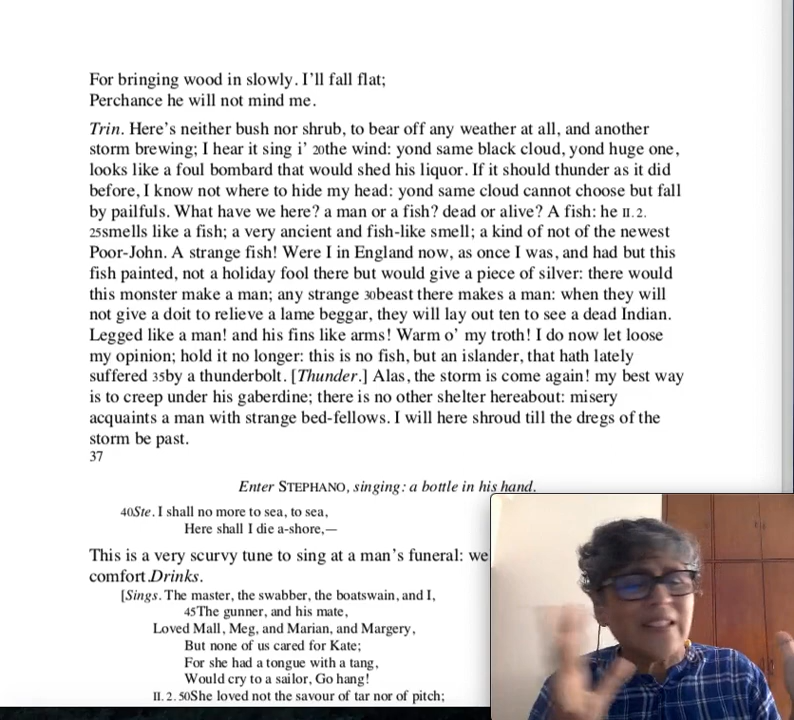 For bringing wood in slowly. I’ll fall flat;
Perchance he will not mind me.
Trin. Here’s neither bush nor shrub, to bear off any weather at all, and another
storm brewing; I hear it sing i’ 20the wind: yond same black cloud, yond huge one,
looks like a foul bombard that would shed his liquor. If it should thunder as it did
before, I know not where to hide my head: yond same cloud cannot choose but fall
by pailfuls. What have we here? a man or a fish? dead or alive? A fish: he II. 2.
25smells like a fish; a very ancient and fish-like smell; a kind of not of the newest
Poor-John. A strange fish! Were I in England now, as once I was, and had but this
fish painted, not a holiday fool there but would give a piece of silver: there would
this monster make a man; any strange 30beast there makes a man: when they will
not give a doit to relieve a lame beggar, they will lay out ten to see a dead Indian.
Legged like a man! and his fins like arms! Warm o’ my troth! I do now let loose
my opinion; hold it no longer: this is no fish, but an islander, that hath lately
suffered 35by a thunderbolt. [Thunder.] Alas, the storm is come again! my best way
is to creep under his gaberdine; there is no other shelter hereabout: misery
acquaints a man with strange bed-fellows. I will here shroud till the dregs of the
storm be past.
37
Enter STEPHANO, singing: a bottle in his hand.
40Ste. I shall no more to sea, to sea,
Here shall I die a-shore,—
This is a very scurvy tune to sing at a man’s funeral: we
comfort.Drinks.
[Sings. The master, the swabber, the boatswain, and I,
45The gunner, and his mate,
Loved Mall, Meg, and Marian, and Margery,
But none of us cared for Kate;
For she had a tongue with a tang,
Would cry to a sailor, Go hang!
II. 2. 50She loved not the savour of tar nor of pitch;